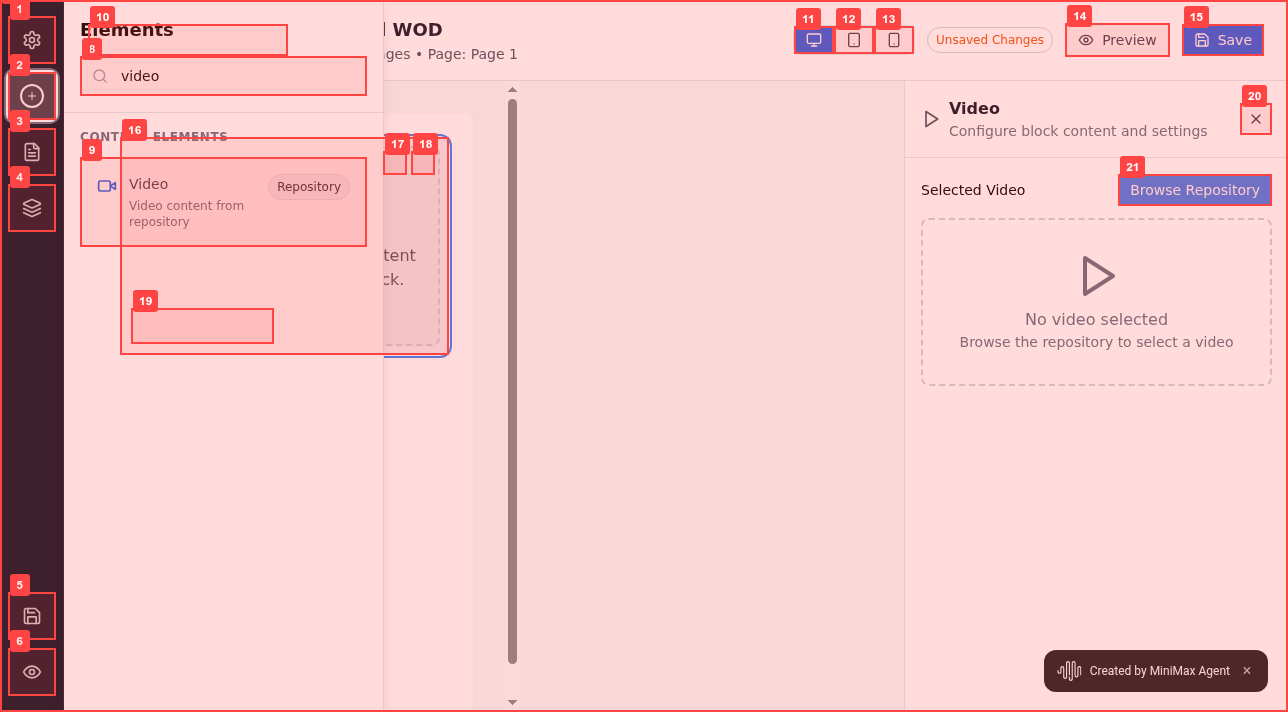 1
2
3
4
5
6
10
Elements
8
video
CONT
16
ELEMENTS
9
Video
Repository
Video content from
repository
19
WOD
ges • Page: Page 1
17
18
tent
ck.
11
12
13
Unsaved Changes
14
Preview
15
Save
20
Video
Configure block content and settings
21
Selected Video
Browse Repository
No video selected
Browse the repository to select a video
Created by MiniMax Agent ×